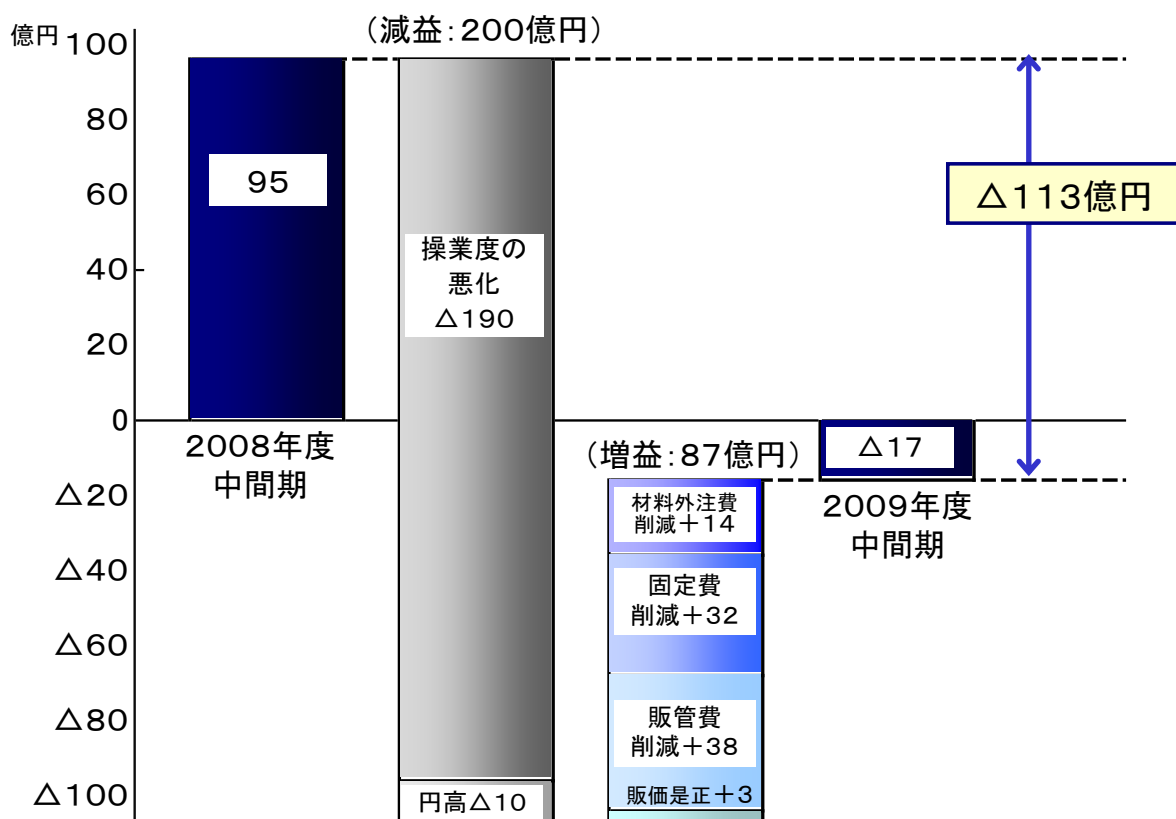 億円
100
80
60
40
20
0
△20
△40
△60
△80
△100
(減益:200億円)
95
2008年度
中間期
操業度の
悪化
△190
円高△10
(増益:87億円)
材料外注費
削減+14
固定費
削減+32
販管費
削減+38
販価是正+3
△17
2009年度
中間期
△113億円